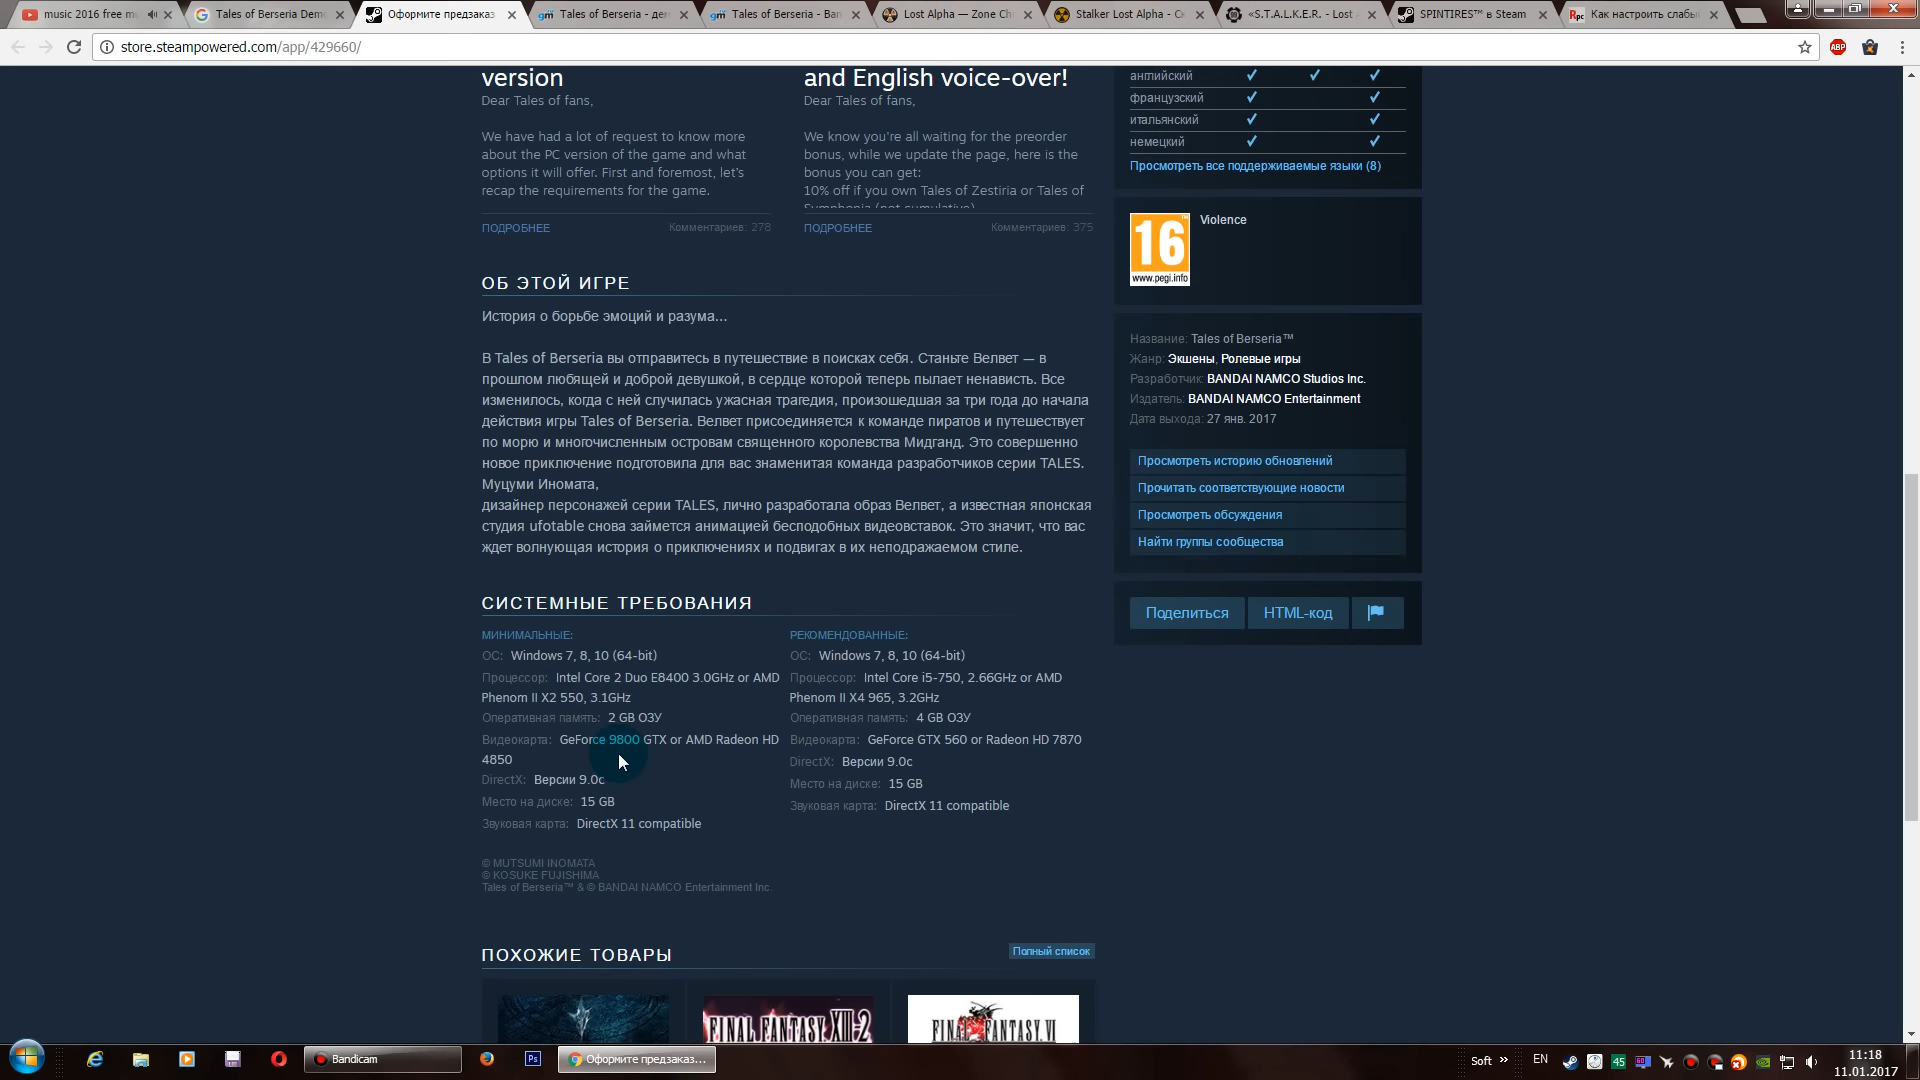 music 2016 free m
Tales of Berseria Dem
Оформите предзаказ
Tales of Berseria - де
Tales of Berseria - Ban
Lost Alpha — Zone Ch
Stalker Lost Alpha - С
«S.T.A.L.K.E.R. - Lost A
SPINTIRES™ в Steam
Как настроить слабы
store.steampowered.com/app/429660/
version
Dear Tales of fans,
We have had a lot of request to know more
about the PC version of the game and what
options it will offer. First and foremost, let's
recap the requirements for the game.
ПОДРОБНЕЕ
Комментариев: 278
and English voice-over!
Dear Tales of fans,
We know you're all waiting for the preorder
bonus, while we update the page, here is the
bonus you can get:
10% off if you own Tales of Zestiria or Tales of
Symphonia (not cumulative)
ПОДРОБНЕЕ
Комментариев: 375
английский
французский
итальянский
немецкий
Просмотреть все поддерживаемые языки (8)
16
www.pegi.info
Violence
ОБ ЭТОЙ ИГРЕ
История о борьбе эмоций и разума...
В Tales of Berseria вы отправитесь в путешествие в поисках себя. Станьте Велвет — в
прошлом любящей и доброй девушкой, в сердце которой теперь пылает ненависть. Все
изменилось, когда с ней случилась ужасная трагедия, произошедшая за три года до начала
действия игры Tales of Berseria. Велвет присоединяется к команде пиратов и путешествует
по морю и многочисленным островам священного королевства Мидганд. Это совершенно
новое приключение подготовила для вас знаменитая команда разработчиков серии TALES.
Муцуми Иномата,
дизайнер персонажей серии TALES, лично разработала образ Велвет, а известная японская
студия ufotable снова займется анимацией бесподобных видеовставок. Это значит, что вас
ждет волнующая история о приключениях и подвигах в их неподражаемом стиле.
Название: Tales of Berseria™
Жанр: Экшены, Ролевые игры
Разработчик: BANDAI NAMCO Studios Inc.
Издатель: BANDAI NAMCO Entertainment
Дата выхода: 27 янв. 2017
Просмотреть историю обновлений
Прочитать соответствующие новости
Просмотреть обсуждения
Найти группы сообщества
Поделиться
HTML-код
СИСТЕМНЫЕ ТРЕБОВАНИЯ
МИНИМАЛЬНЫЕ:
ОС: Windows 7, 8, 10 (64-bit)
Процессор: Intel Core 2 Duo E8400 3.0GHz or AMD
Phenom II X2 550, 3.1GHz
Оперативная память: 2 GB ОЗУ
Видеокарта: GeForce 9800 GTX or AMD Radeon HD
4850
DirectX: Версии 9.0c
Место на диске: 15 GB
Звуковая карта: DirectX 11 compatible
РЕКОМЕНДОВАННЫЕ:
ОС: Windows 7, 8, 10 (64-bit)
Процессор: Intel Core i5-750, 2.66GHz or AMD
Phenom II X4 965, 3.2GHz
Оперативная память: 4 GB ОЗУ
Видеокарта: GeForce GTX 560 or Radeon HD 7870
DirectX: Версии 9.0c
Место на диске: 15 GB
Звуковая карта: DirectX 11 compatible
© MUTSUMI INOMATA
© KOSUKE FUJISHIMA
Tales of Berseria™ & © BANDAI NAMCO Entertainment Inc.
ПОХОЖИЕ ТОВАРЫ
Полный список
FINAL FANTASY XIII-2
FINAL FANTASY VI
Bandicam
Ps
Оформите предзаказ...
Soft
EN
45
60
11:18
11.01.2017
ABP